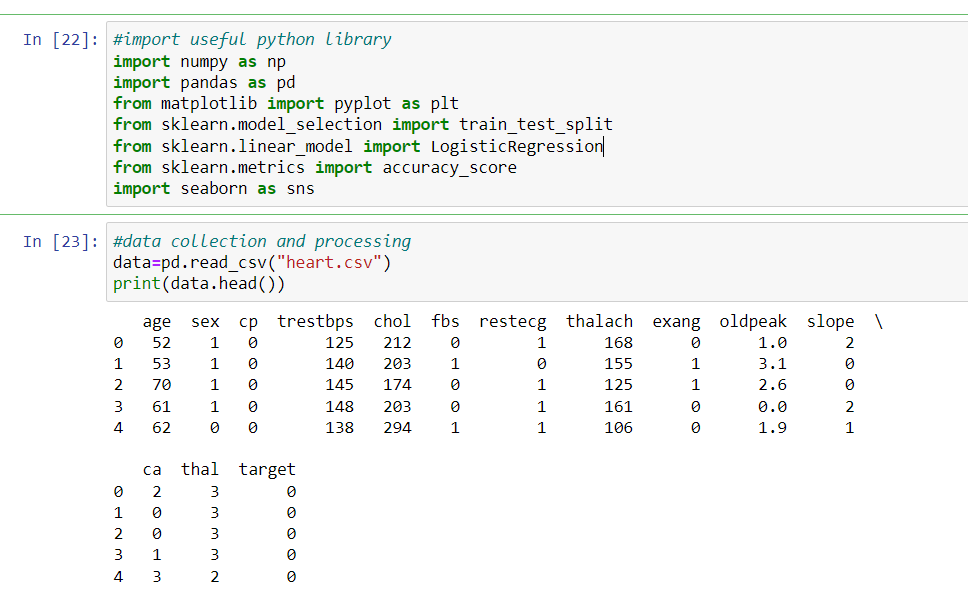 In [22]: #import useful python library
import numpy as np
import pandas as pd
from matplotlib import pyplot as plt
from sklearn.model_selection import train_test_split
from sklearn.linear_model import LogisticRegression
from sklearn.metrics import accuracy_score
import seaborn as sns
In [23]: #data collection and processing
data=pd.read_csv("heart.csv")
print(data.head())
age sex cp trestbps chol fbs restecg thalach exang oldpeak slope \
0 52 1 0 125 212 0 1 168 0 1.0 2
1 53 1 0 140 203 1 0 155 1 3.1 0
2 70 1 0 145 174 0 1 125 1 2.6 0
3 61 1 0 148 203 0 1 161 0 0.0 2
4 62 0 0 138 294 1 1 106 0 1.9 1
ca thal target
0 2 3 0
1 0 3 0
2 0 3 0
3 1 3 0
4 3 2 0